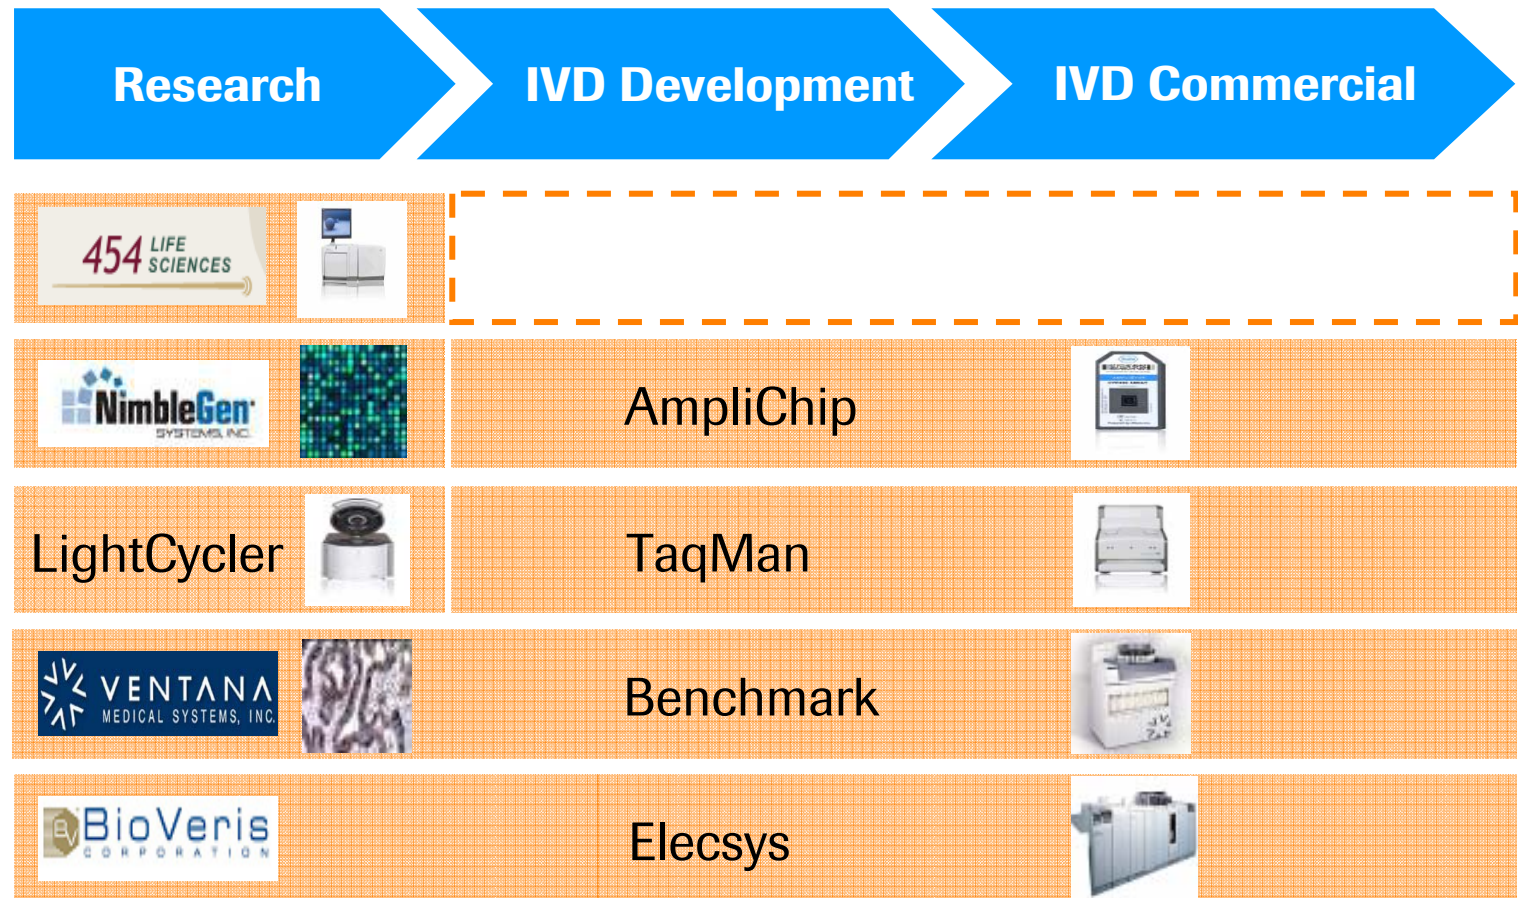 Research
IVD Development
IVD Commercial
454 LIFE SCIENCES
NimbleGen
SYSTEMS, INC.
AmpliChip
LightCycler
TaqMan
VENTANA
MEDICAL SYSTEMS, INC.
Benchmark
BioVeris
CORPORATION
Elecsys